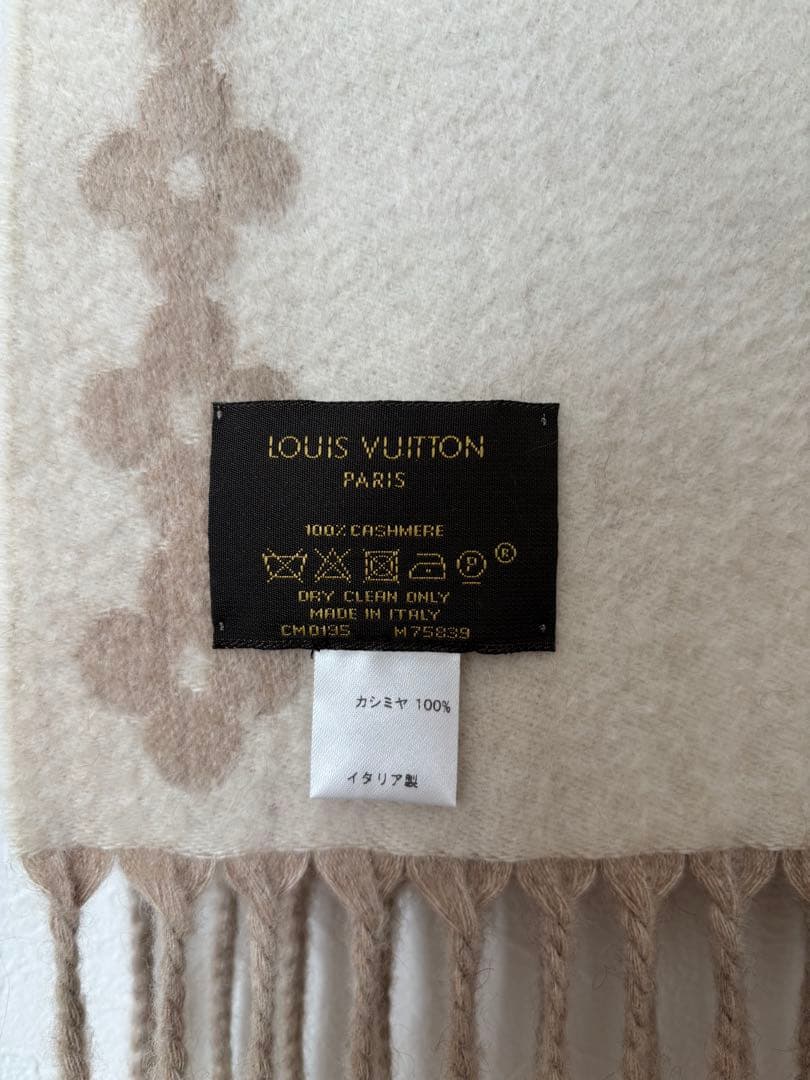 LOUIS VUITTON
PARIS
100% CASHMERE
P ®
DRY CLEAN ONLY
MADE IN ITALY
CM0195 M75839
カシミヤ 100%
イタリア製